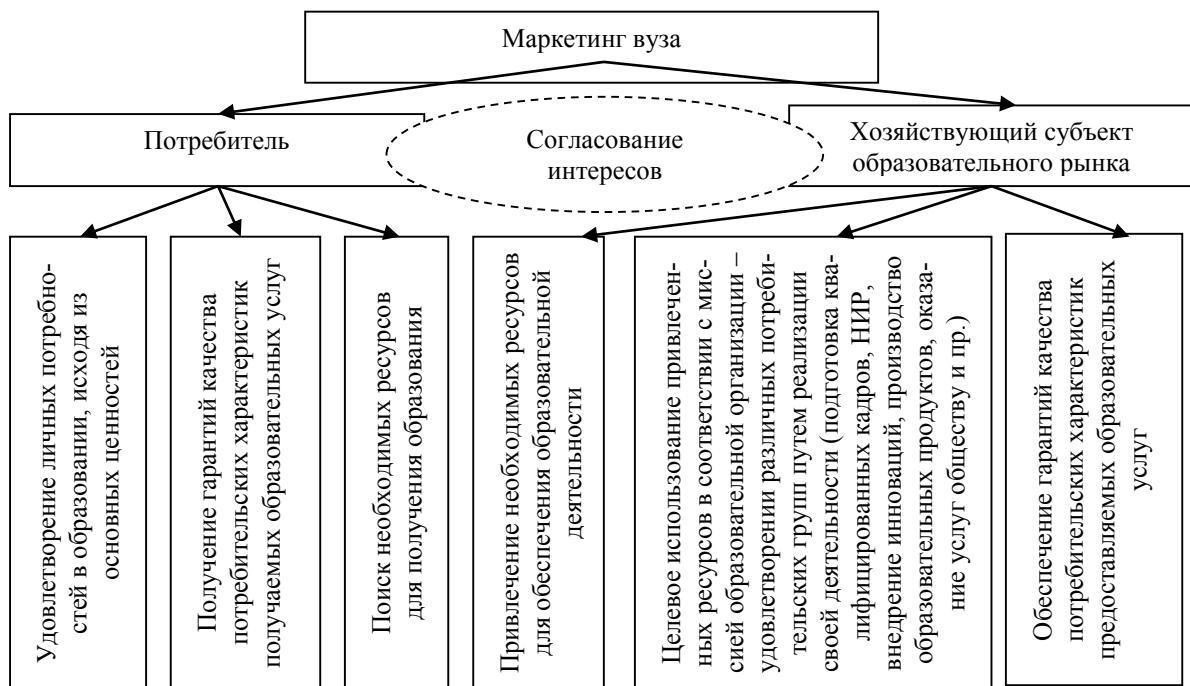 Маркетинг вуза
Потребитель
Согласование
интересов
Хозяйствующий субъект
образовательного рынка
Удовлетворение личных потребно-
стей в образовании, исходя из
основных ценностей
Получение гарантий качества
потребительских характеристик
получаемых образовательных услуг
Поиск необходимых ресурсов
для получения образования
Привлечение необходимых ресурсов
для обеспечения образовательной
деятельности
Целевое использование привлечен-
ных ресурсов в соответствии с мис-
сией образовательной организации –
удовлетворении различных потреби-
тельских групп путем реализации
своей деятельности (подготовка ква-
лифицированных кадров, НИР,
внедрение инноваций, производство
образовательных продуктов, оказа-
ние услуг обществу и пр.)
Обеспечение гарантий качества
потребительских характеристик
предоставляемых образовательных
услуг